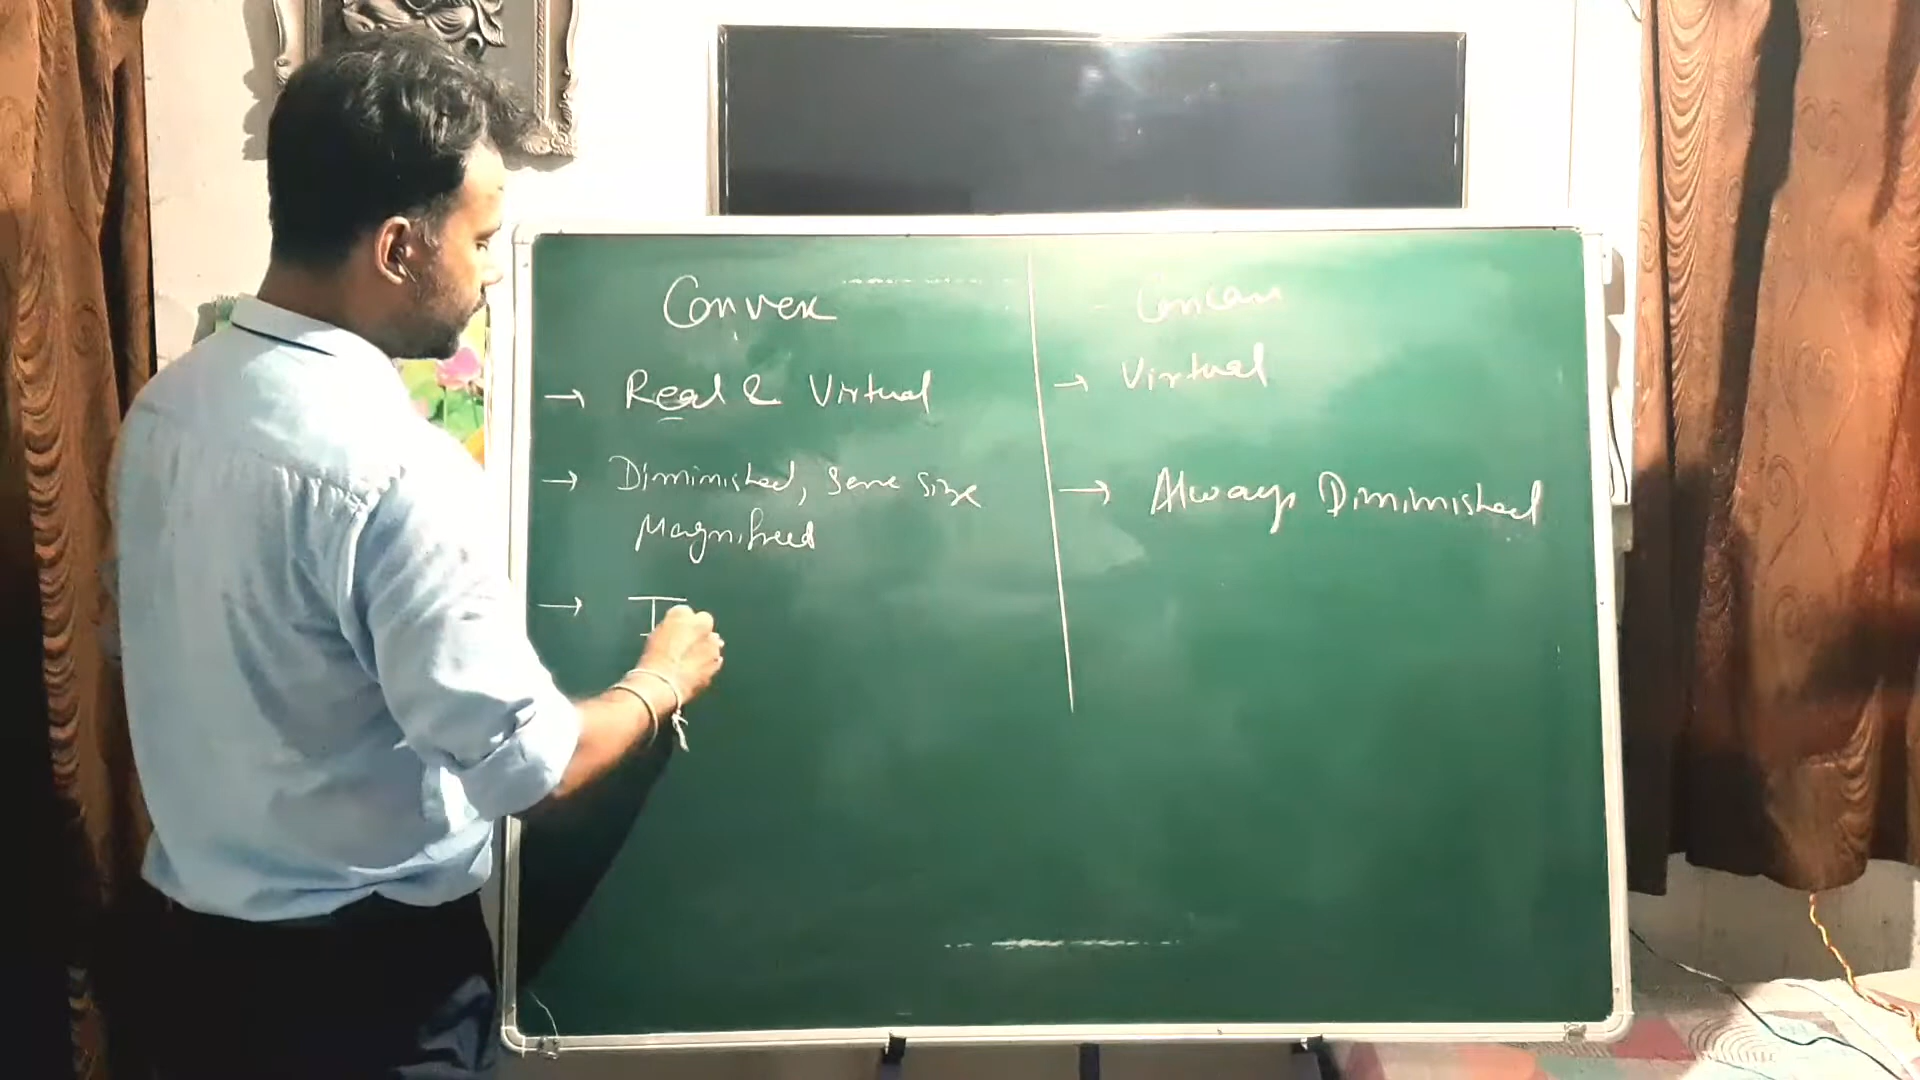 Convex
→ Real & Virtual
→ Diminished, Same Size
Magnified
→ I
Concave
→ Virtual
→ Always Diminished